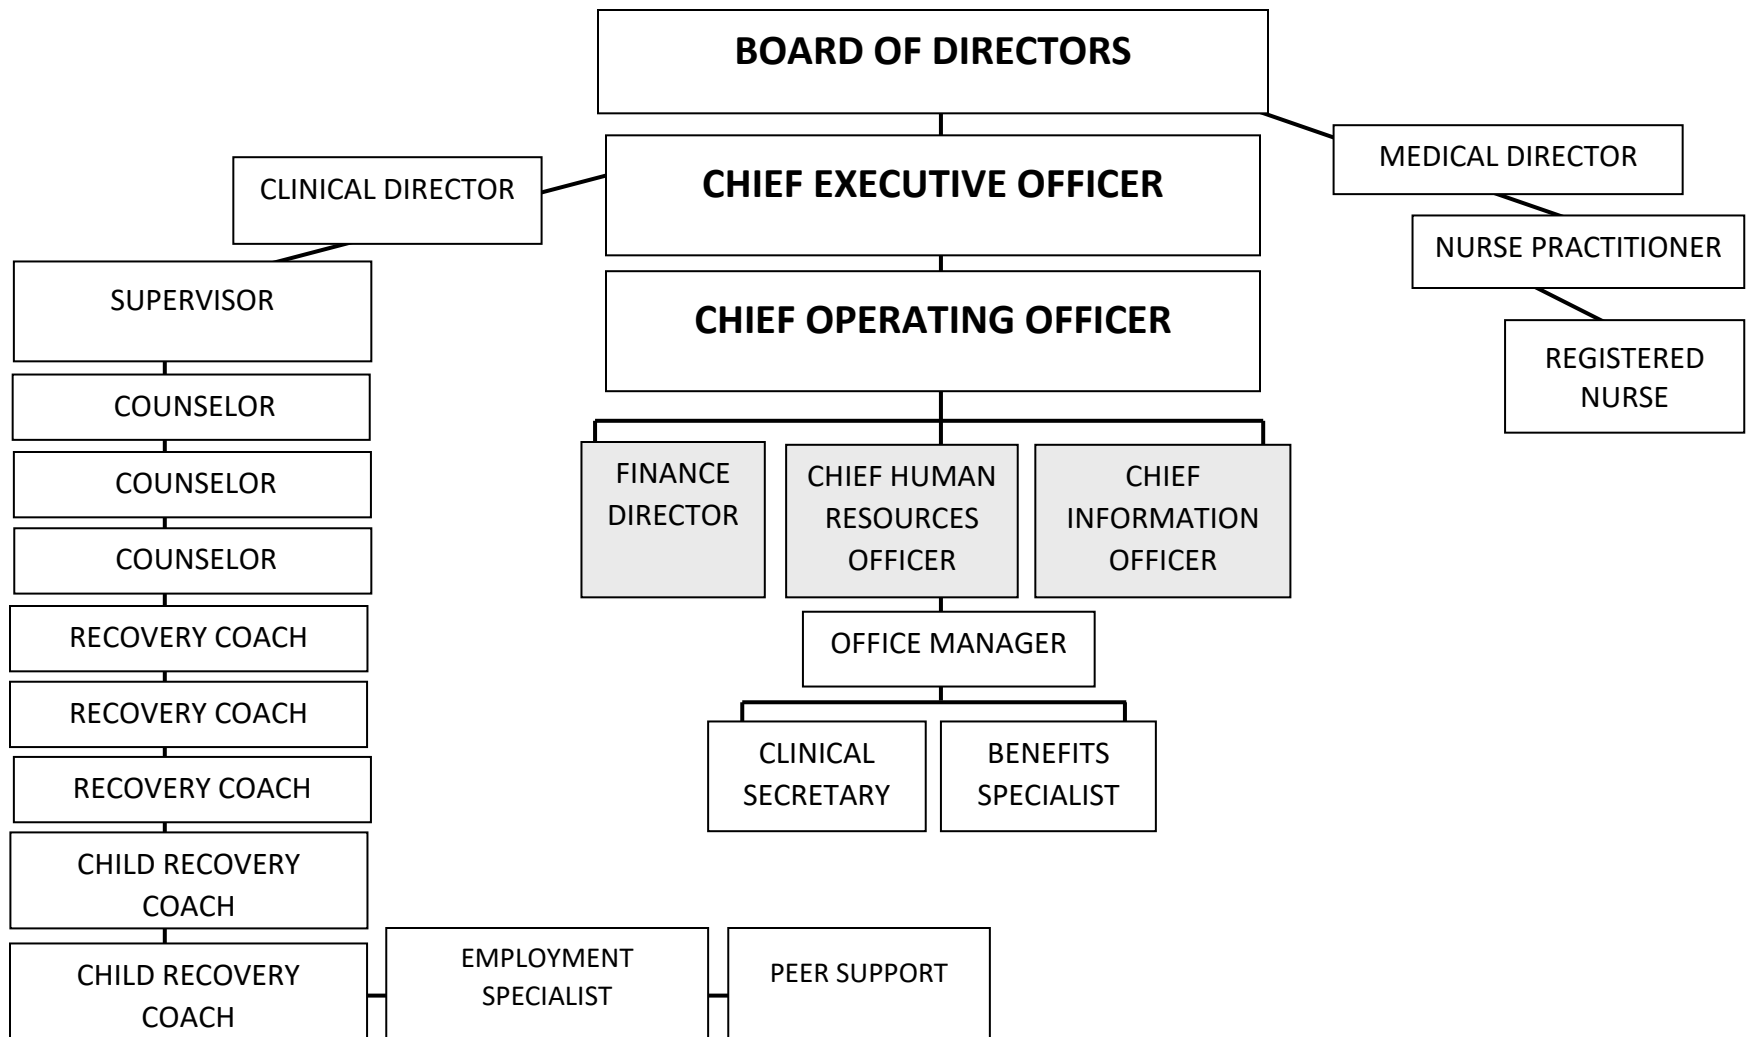 BOARD OF DIRECTORS
MEDICAL DIRECTOR
CLINICAL DIRECTOR
CHIEF EXECUTIVE OFFICER
NURSE PRACTITIONER
SUPERVISOR
CHIEF OPERATING OFFICER
REGISTERED
NURSE
COUNSELOR
COUNSELOR
COUNSELOR
RECOVERY COACH
RECOVERY COACH
RECOVERY COACH
CHILD RECOVERY
COACH
CHILD RECOVERY
COACH
EMPLOYMENT
SPECIALIST
PEER SUPPORT
FINANCE
DIRECTOR
CHIEF HUMAN
RESOURCES
OFFICER
CHIEF
INFORMATION
OFFICER
OFFICE MANAGER
CLINICAL
SECRETARY
BENEFITS
SPECIALIST